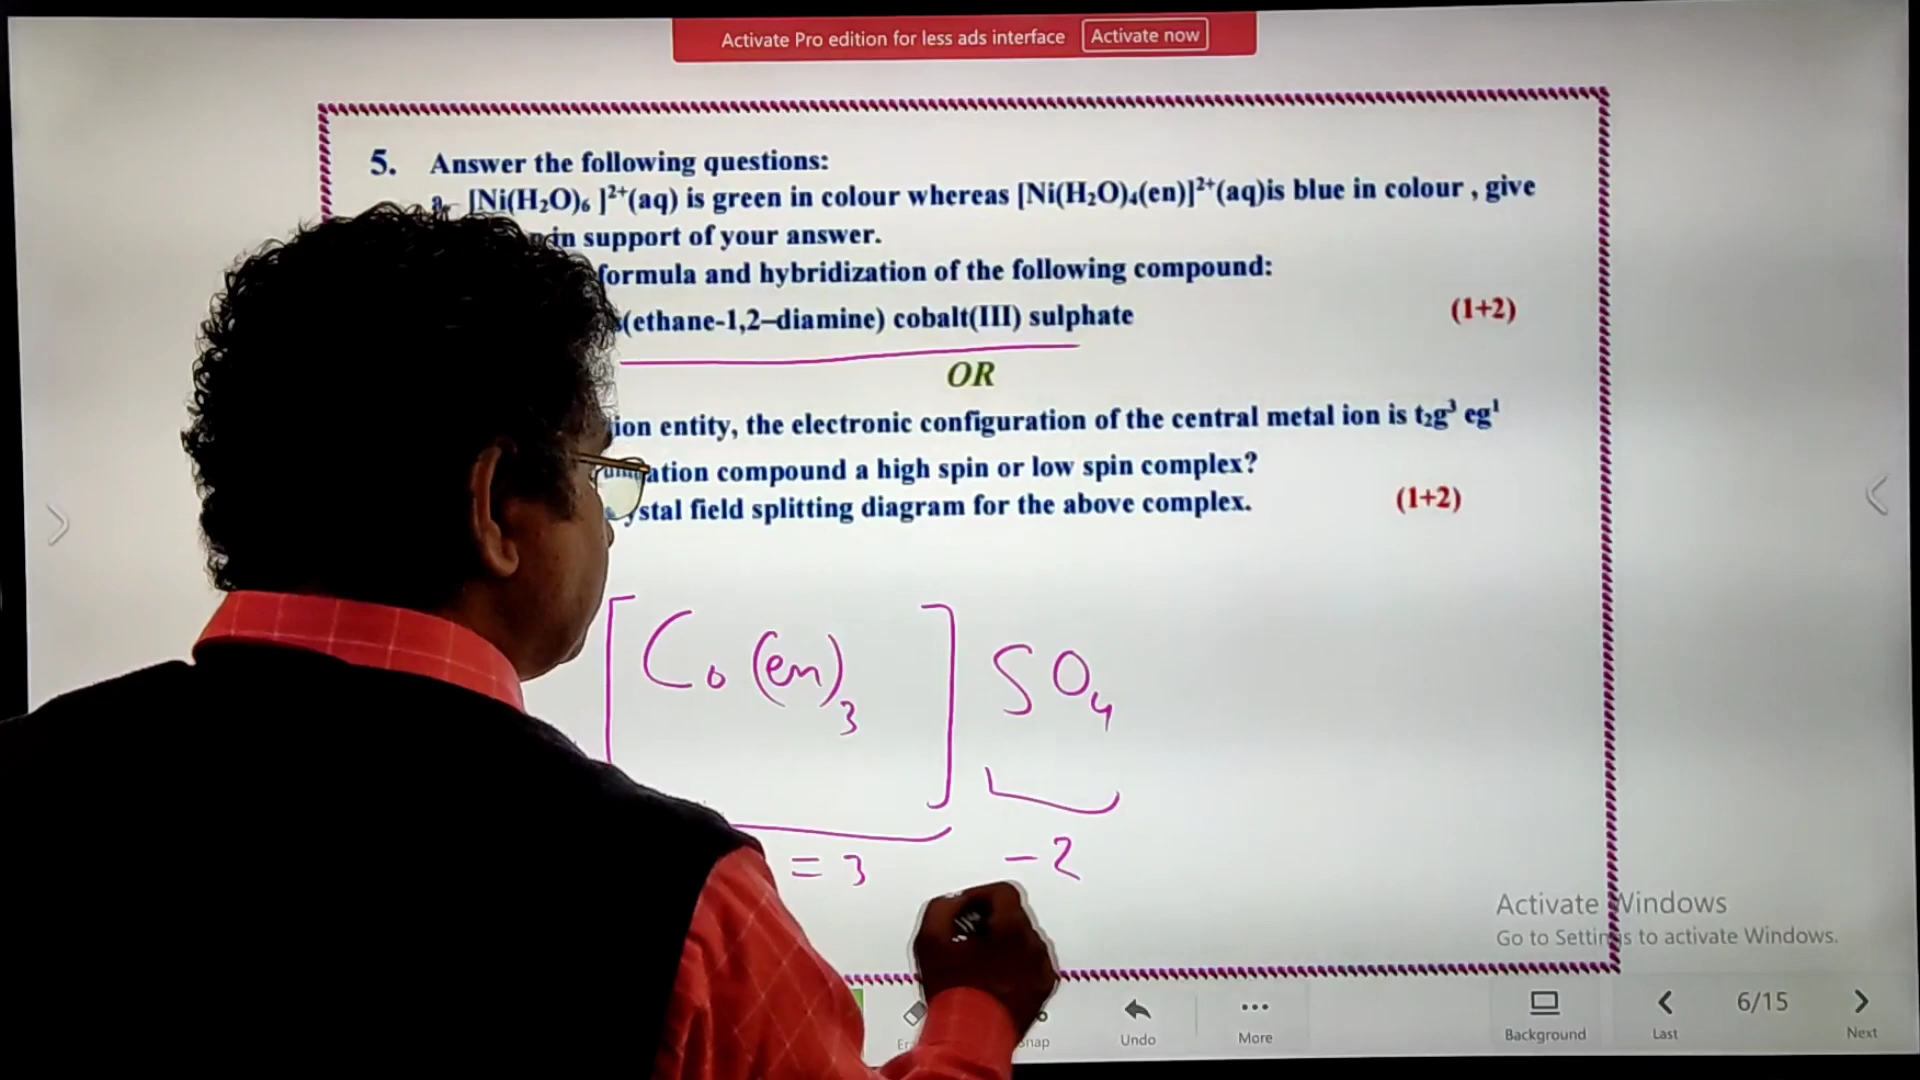 Activate Pro edition for less ads interface Activate now
5. Answer the following questions:
a. [Ni(H₂O)₆ ]²⁺(aq) is green in colour whereas [Ni(H₂O)₄(en)]²⁺(aq)is blue in colour , give
in support of your answer.
formula and hybridization of the following compound:
(ethane-1,2–diamine) cobalt(III) sulphate (1+2)
OR
entity, the electronic configuration of the central metal ion is t₂g³ eg¹
compound a high spin or low spin complex?
field splitting diagram for the above complex. (1+2)
[Co(en)₃ ] SO₄
= 3 - 2
Activate Windows
Go to Settings to activate Windows.
Undo More Background Last 6/15 Next